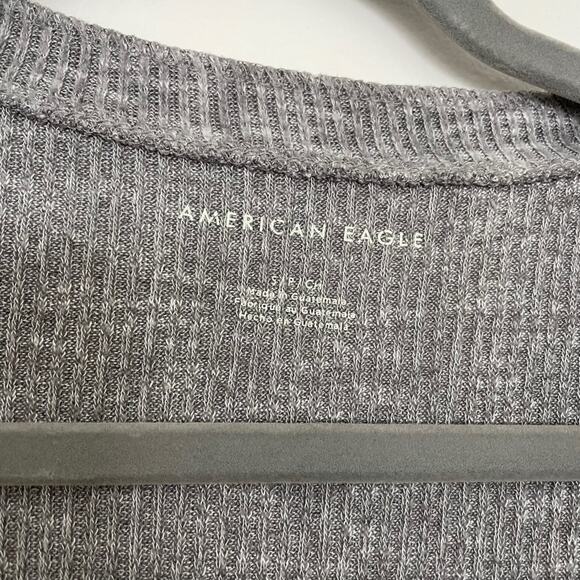 AMERICAN EAGLE
S/P/CH
Made in Guatemala
Fabriqué au Guatemala
Hecho en Guatemala